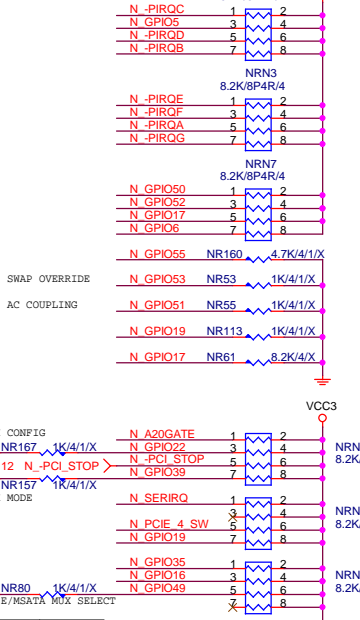 N_-PIRQC 1 2
N_GPIO5 3 4
N_-PIRQD 5 6
N_-PIRQB 7 8
NRN3
8.2K/8P4R/4
N_-PIRQE 1 2
N_-PIRQF 3 4
N_-PIRQA 5 6
N_-PIRQG 7 8
NRN7
8.2K/8P4R/4
N_GPIO50 1 2
N_GPIO52 3 4
N_GPIO17 5 6
N_GPIO6 7 8
N_GPIO55 NR160 4.7K/4/1/X
SWAP OVERRIDE N_GPIO53 NR53 1K/4/1/X
AC COUPLING N_GPIO51 NR55 1K/4/1/X
N_GPIO19 NR113 1K/4/1/X
N_GPIO17 NR61 8.2K/4/X
VCC3
CONFIG N_A20GATE 1 2
NR167 1K/4/1/X N_GPIO22 3 4 NRN
12 N_-PCI_STOP N_-PCI_STOP 5 6 8.2K/
N_GPIO39 7 8
NR157 1K/4/1/X
MODE
N_SERIRQ 1 2
3 4 NRN
N_PCIE_4_SW 5 6 8.2K/
N_GPIO19 7 8
N_GPIO35 1 2
N_GPIO16 3 4 NRN
NR80 1K/4/1/X N_GPIO49 5 6 8.2K/
E/MSATA MUX SELECT 7 8